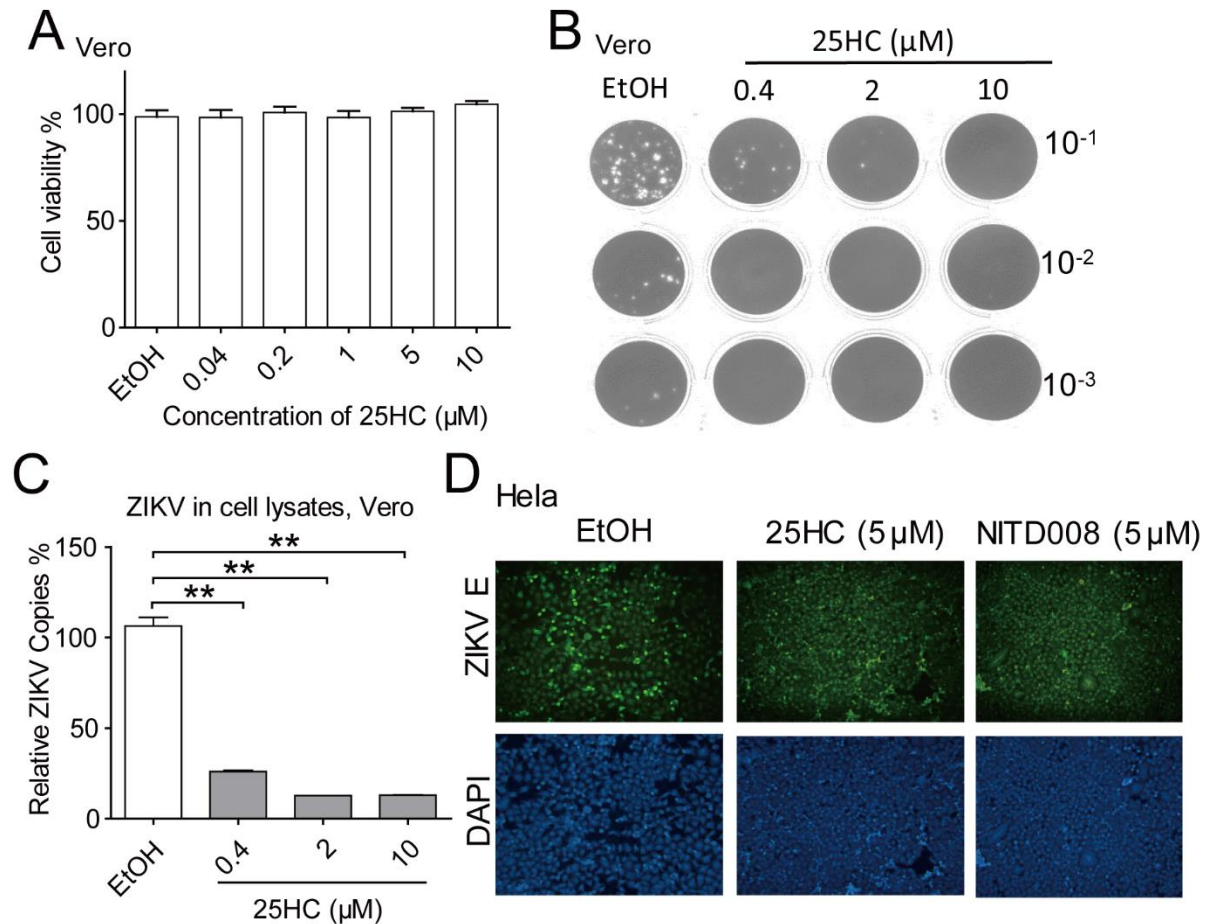 A
Vero
Cell viability %
100
50
0
EtOH
0.04
0.2
1
5
10
Concentration of 25HC (µM)
B
Vero
25HC (µM)
EtOH
0.4
2
10
10-1
10-2
10-3
C
ZIKV in cell lysates, Vero
Relative ZIKV Copies %
150
100
50
0
**
**
**
EtOH
0.4
2
10
25HC (µM)
D
Hela
EtOH
25HC (5 µM)
NITD008 (5 µM)
ZIKV E
DAPI